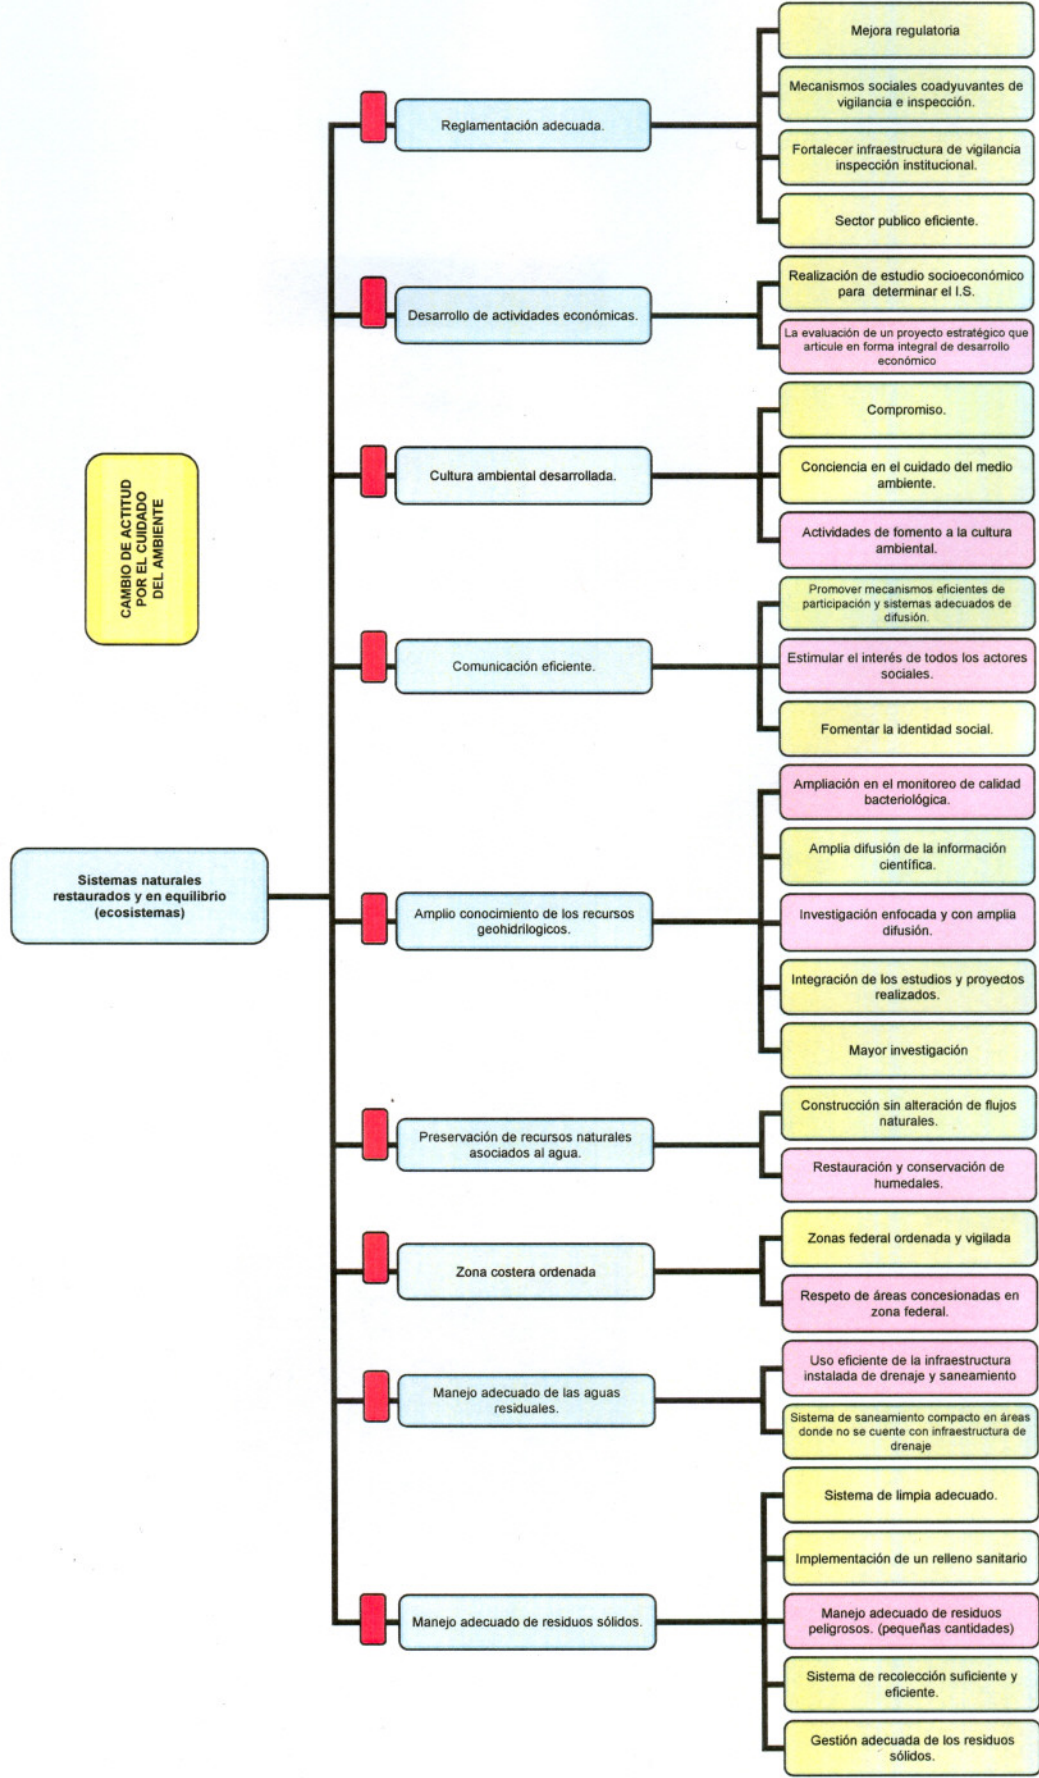 CAMBIO DE ACTITUD
POR EL CUIDADO
DEL AMBIENTE
Sistemas naturales
restaurados y en equilibrio
(ecosistemas)
Reglamentación adecuada.
Mejora regulatoria
Mecanismos sociales coadyuvantes de
vigilancia e inspección.
Fortalecer infraestructura de vigilancia
inspección institucional.
Sector publico eficiente.
Desarrollo de actividades económicas.
Realización de estudio socioeconómico
para determinar el I.S.
La evaluación de un proyecto estratégico que
articule en forma integral de desarrollo
económico
Cultura ambiental desarrollada.
Compromiso.
Conciencia en el cuidado del medio
ambiente.
Actividades de fomento a la cultura
ambiental.
Comunicación eficiente.
Promover mecanismos eficientes de
participación y sistemas adecuados de
difusión.
Estimular el interés de todos los actores
sociales.
Fomentar la identidad social.
Amplio conocimiento de los recursos
geohidrilogicos.
Ampliación en el monitoreo de calidad
bacteriológica.
Amplia difusión de la información
científica.
Investigación enfocada y con amplia
difusión.
Integración de los estudios y proyectos
realizados.
Mayor investigación
Preservación de recursos naturales
asociados al agua.
Construcción sin alteración de flujos
naturales.
Restauración y conservación de
humedales.
Zona costera ordenada
Zonas federal ordenada y vigilada
Respeto de áreas concesionadas en
zona federal.
Manejo adecuado de las aguas
residuales.
Uso eficiente de la infraestructura
instalada de drenaje y saneamiento
Sistema de saneamiento compacto en áreas
donde no se cuente con infraestructura de
drenaje
Manejo adecuado de residuos sólidos.
Sistema de limpia adecuado.
Implementación de un relleno sanitario
Manejo adecuado de residuos
peligrosos. (pequeñas cantidades)
Sistema de recolección suficiente y
eficiente.
Gestión adecuada de los residuos
sólidos.